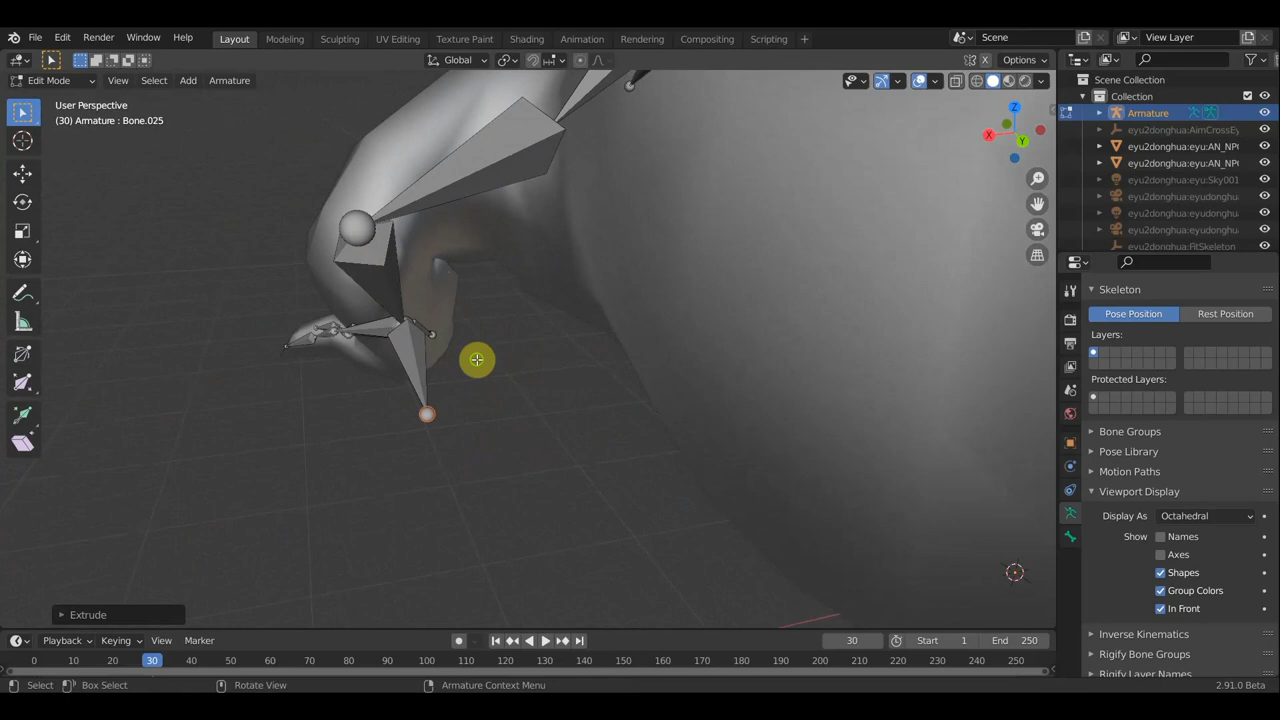 File Edit Render Window Help Layout Modeling Sculpting UV Editing Texture Paint Shading Animation Rendering Compositing Scripting + Scene View Layer
Global Options
Edit Mode View Select Add Armature
User Perspective
(30) Armature : Bone.025
Z
X
Y
Scene Collection
Collection
Armature
eyu2donghua:AimCrossEy
eyu2donghua:eyu:AN_NP
eyu2donghua:eyu:AN_NP
eyu2donghua:eyu:Sky001
eyu2donghua:eyudonghu
eyu2donghua:eyudonghu
eyu2donghua:eyudonghu
eyu2donghua:FitSkeleton
Skeleton
Pose Position Rest Position
Layers:
Protected Layers:
Bone Groups
Pose Library
Motion Paths
Viewport Display
Display As Octahedral
Show Names
Axes
Shapes
Group Colors
In Front
Inverse Kinematics
Rigify Bone Groups
Rigify Layer Names
Extrude
Playback Keying View Marker 30 Start 1 End 250
0 10 20 30 40 50 60 70 80 90 100 110 120 130 140 150 160 170 180 190 200 210 220 230 240 250
Select Box Select Rotate View Armature Context Menu 2.91.0 Beta